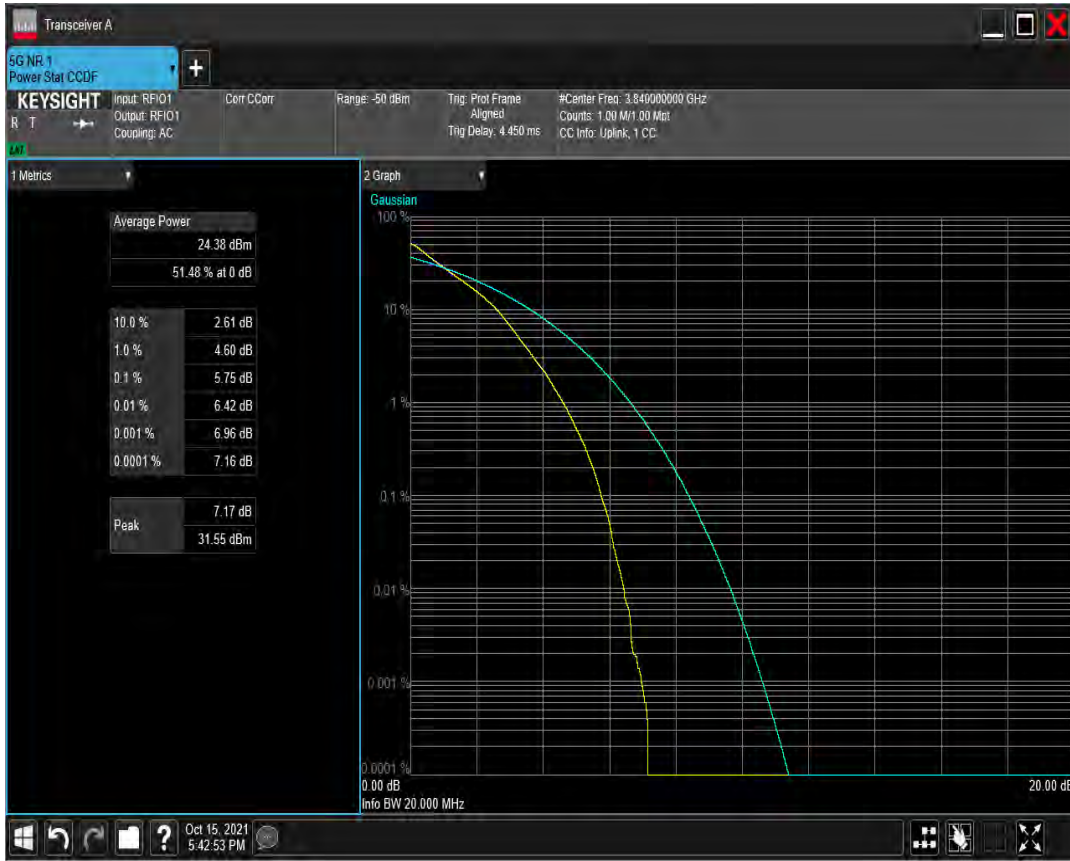 Transceiver A
5G NR 1
Power Stat CCDF
+
KEYSIGHT
R T
Input: RFIO1
Output: RFIO1
Coupling: AC
Corr CCorr
Range: -50 dBm
Trig: Prot Frame
Aligned
Trig Delay: 4.450 ms
#Center Freq: 3.840000000 GHz
Counts: 1.00 M/1.00 Mpt
CC Info: Uplink, 1 CC
1 Metrics
Average Power
24.38 dBm
51.48 % at 0 dB
10.0 % 2.61 dB
1.0 % 4.60 dB
0.1 % 5.75 dB
0.01 % 6.42 dB
0.001 % 6.96 dB
0.0001 % 7.16 dB
Peak
7.17 dB
31.55 dBm
2 Graph
Gaussian
100 %
10 %
1 %
0.1 %
0.01 %
0.001 %
0.0001 %
0.00 dB 20.00 dB
Info BW 20.000 MHz
?
Oct 15, 2021
5:42:53 PM